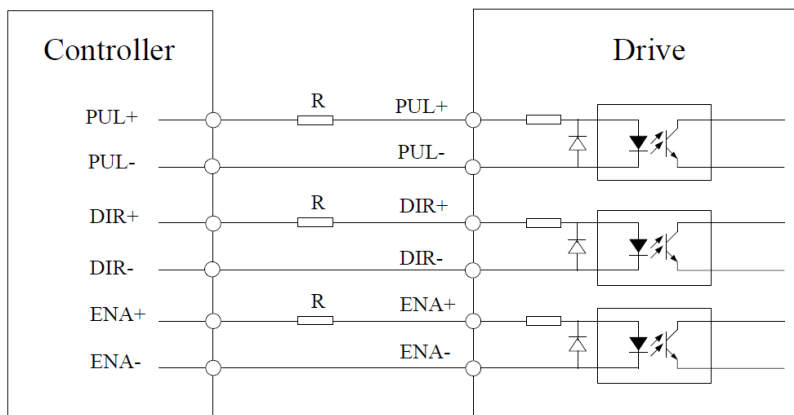 Controller
Drive
PUL+ R PUL+
PUL- PUL-
DIR+ R DIR+
DIR- DIR-
ENA+ R ENA+
ENA- ENA-